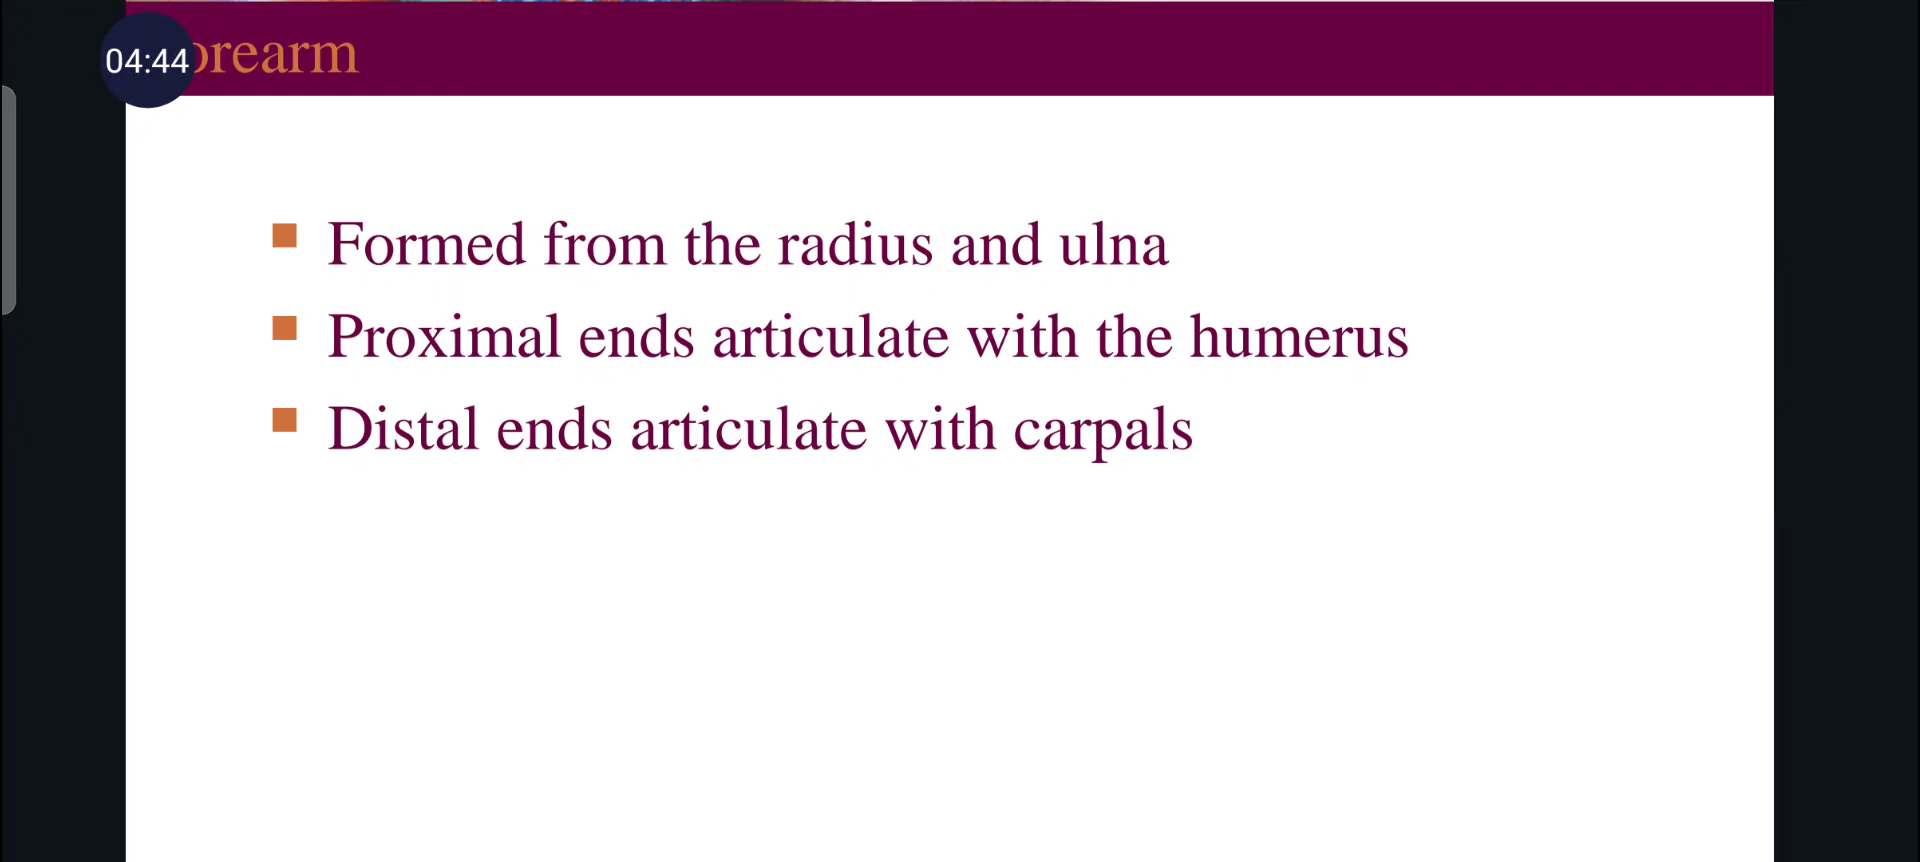 04:44
orearm
Formed from the radius and ulna
Proximal ends articulate with the humerus
Distal ends articulate with carpals